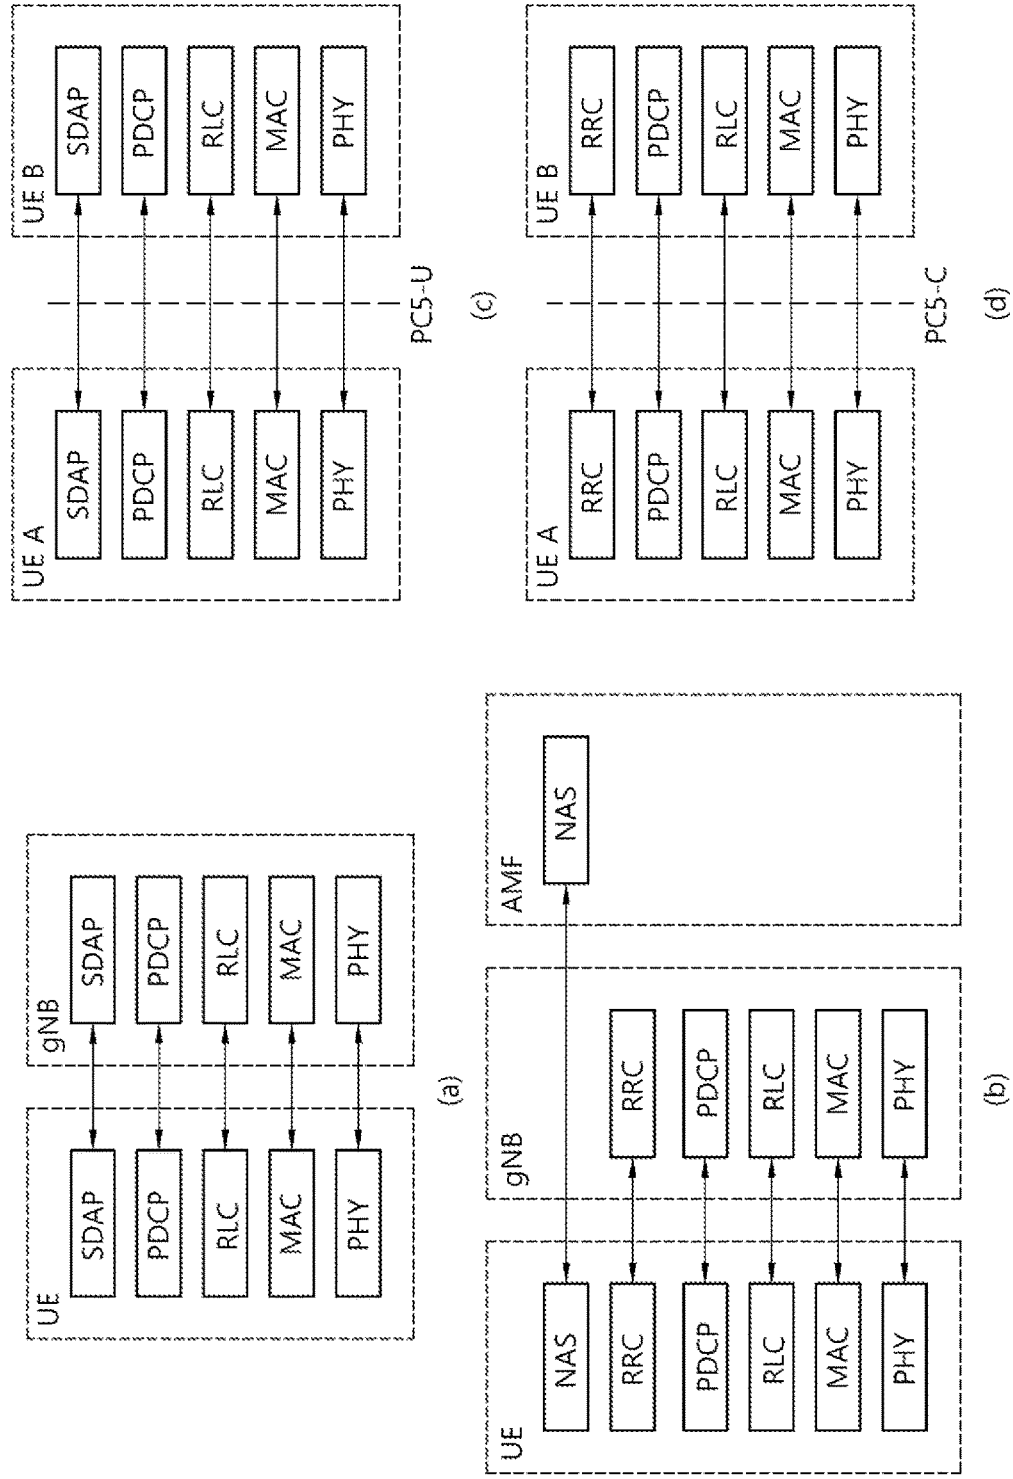 UE gNB
SDAP SDAP
PDCP PDCP
RLC RLC
MAC MAC
PHY PHY
(a)
UE gNB AMF
NAS NAS
RRC RRC
PDCP PDCP
RLC RLC
MAC MAC
PHY PHY
(b)
UE A UE B
SDAP SDAP
PDCP PDCP
RLC RLC
MAC MAC
PHY PHY
PC5-U
(c)
UE A UE B
RRC RRC
PDCP PDCP
RLC RLC
MAC MAC
PHY PHY
PC5-C
(d)